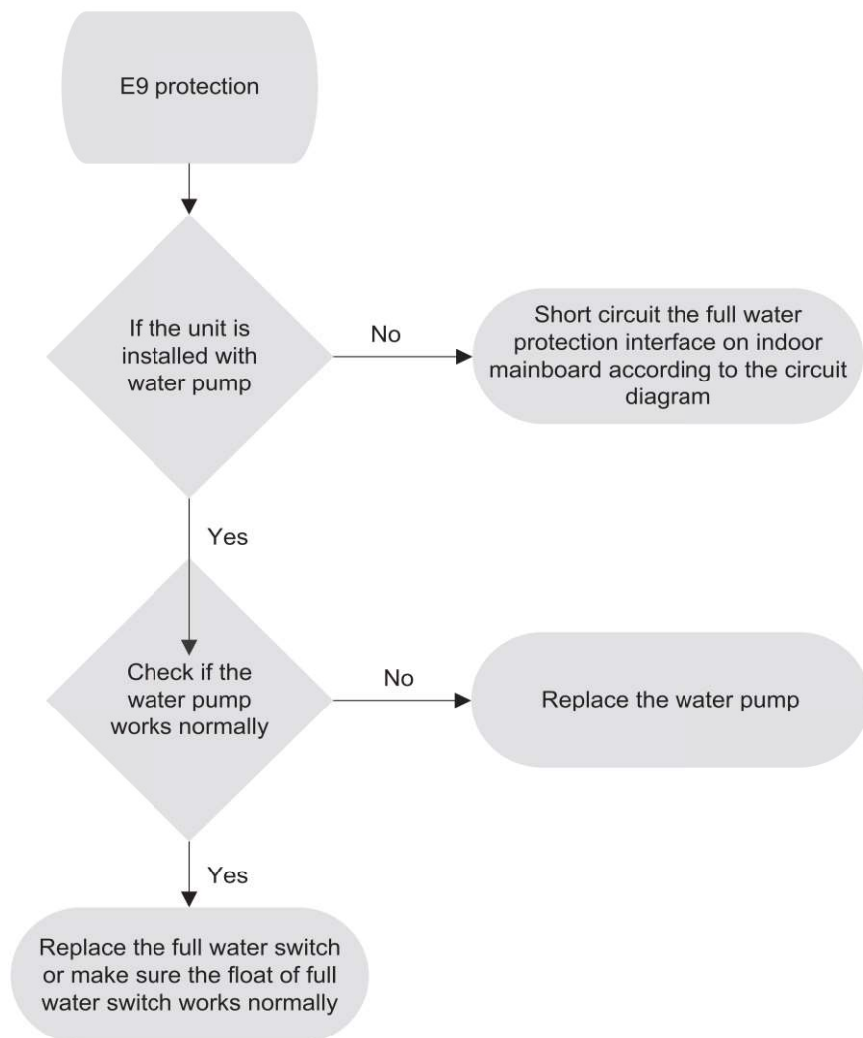 E9 protection
If the unit is
installed with
water pump
No
Short circuit the full water
protection interface on indoor
mainboard according to the circuit
diagram
Yes
Check if the
water pump
works normally
No
Replace the water pump
Yes
Replace the full water switch
or make sure the float of full
water switch works normally